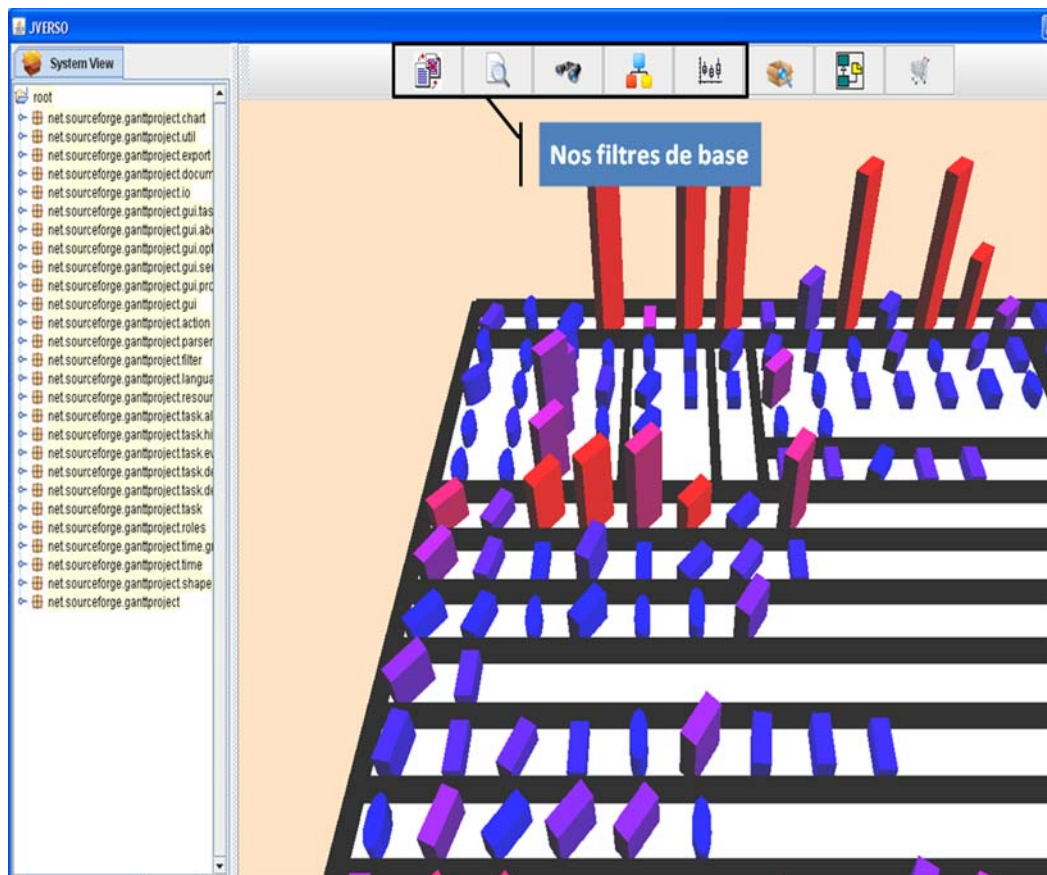 JVERSO
System View
root
net.sourceforge.ganttproject.chart
net.sourceforge.ganttproject.util
net.sourceforge.ganttproject.export
net.sourceforge.ganttproject.docum
net.sourceforge.ganttproject.io
net.sourceforge.ganttproject.gui.tas
net.sourceforge.ganttproject.gui.abo
net.sourceforge.ganttproject.gui.opt
net.sourceforge.ganttproject.gui.ser
net.sourceforge.ganttproject.gui.pro
net.sourceforge.ganttproject.gui
net.sourceforge.ganttproject.action
net.sourceforge.ganttproject.parser
net.sourceforge.ganttproject.filter
net.sourceforge.ganttproject.langua
net.sourceforge.ganttproject.resour
net.sourceforge.ganttproject.task.al
net.sourceforge.ganttproject.task.hi
net.sourceforge.ganttproject.task.ev
net.sourceforge.ganttproject.task.de
net.sourceforge.ganttproject.task.de
net.sourceforge.ganttproject.task
net.sourceforge.ganttproject.roles
net.sourceforge.ganttproject.time.gr
net.sourceforge.ganttproject.time
net.sourceforge.ganttproject.shape
net.sourceforge.ganttproject
Nos filtres de base